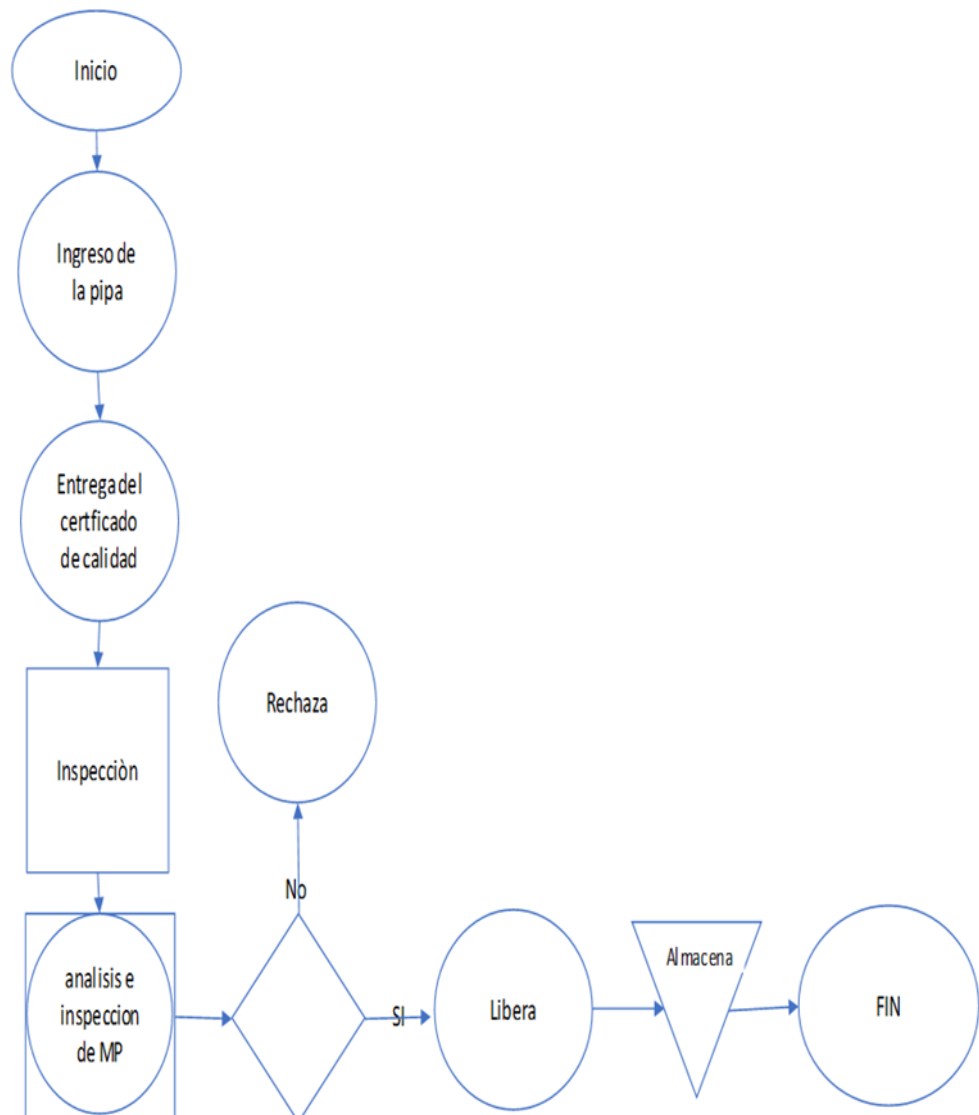 Inicio
Ingreso de
la pipa
Entrega del
certficado
de calidad
Inspecciòn
analisis e
inspeccion
de MP
No
Rechaza
SI
Libera
Almacena
FIN